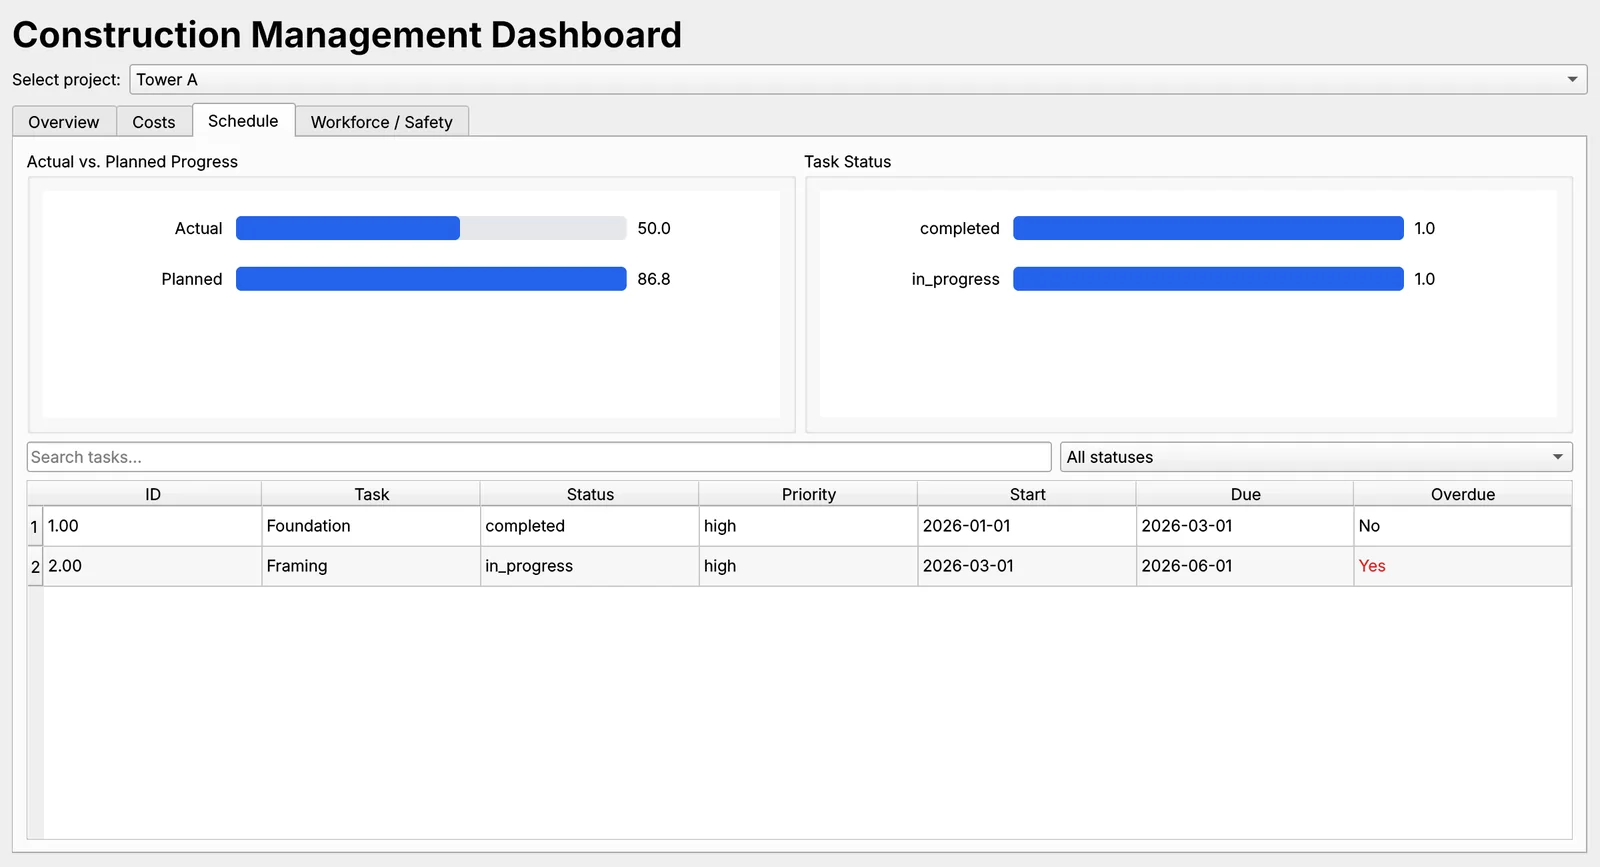 Construction Management Dashboard
Select project: Tower A
Overview Costs Schedule Workforce / Safety
Actual vs. Planned Progress
Actual 50.0
Planned 86.8
Task Status
completed 1.0
in_progress 1.0
Search tasks... All statuses
ID Task Status Priority Start Due Overdue
1 1.00 Foundation completed high 2026-01-01 2026-03-01 No
2 2.00 Framing in_progress high 2026-03-01 2026-06-01 Yes